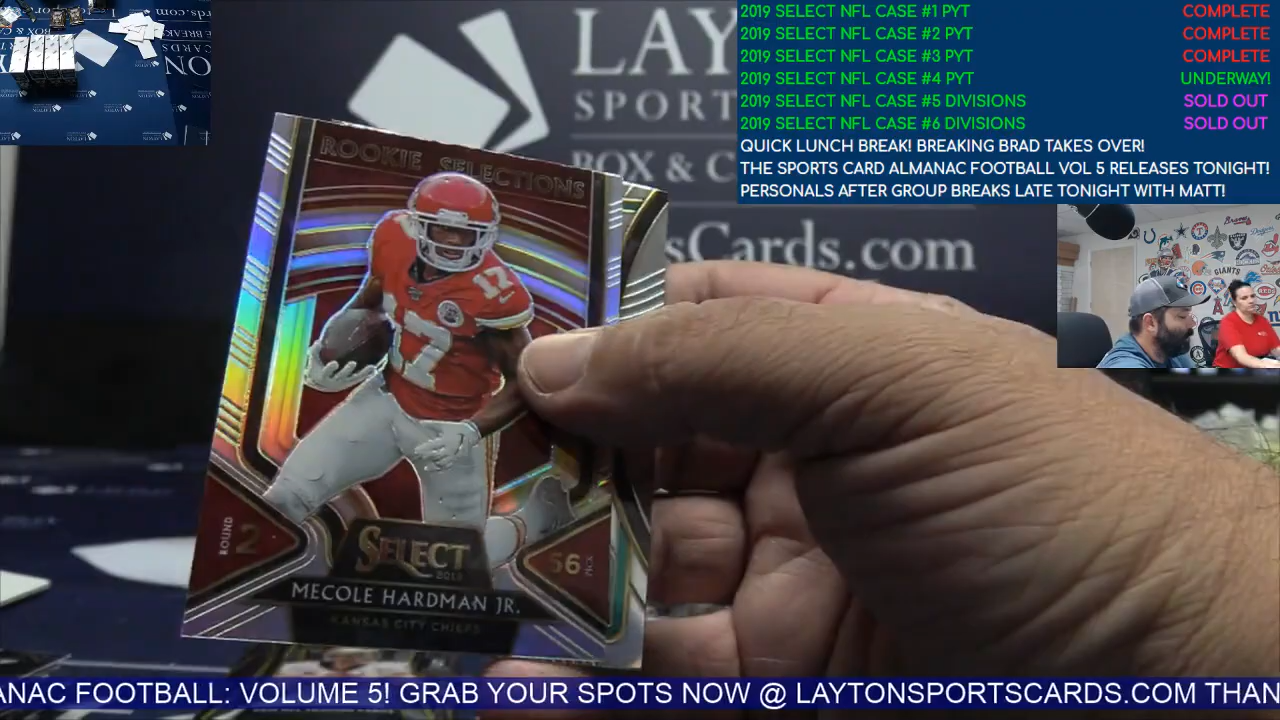 2019 SELECT NFL CASE #1 PYT COMPLETE
2019 SELECT NFL CASE #2 PYT COMPLETE
2019 SELECT NFL CASE #3 PYT COMPLETE
2019 SELECT NFL CASE #4 PYT UNDERWAY!
2019 SELECT NFL CASE #5 DIVISIONS SOLD OUT
2019 SELECT NFL CASE #6 DIVISIONS SOLD OUT
QUICK LUNCH BREAK! BREAKING BRAD TAKES OVER!
THE SPORTS CARD ALMANAC FOOTBALL VOL 5 RELEASES TONIGHT!
PERSONALS AFTER GROUP BREAKS LATE TONIGHT WITH MATT!
LAY
SPORT
BOX & C
sCards.com
ROOKIE SELECTIONS
17
17
ROUND 2
56 PICK
SELECT
2019
MECOLE HARDMAN JR.
KANSAS CITY CHIEFS
GIANTS
ANAC FOOTBALL: VOLUME 5! GRAB YOUR SPOTS NOW @ LAYTONSPORTSCARDS.COM THAN